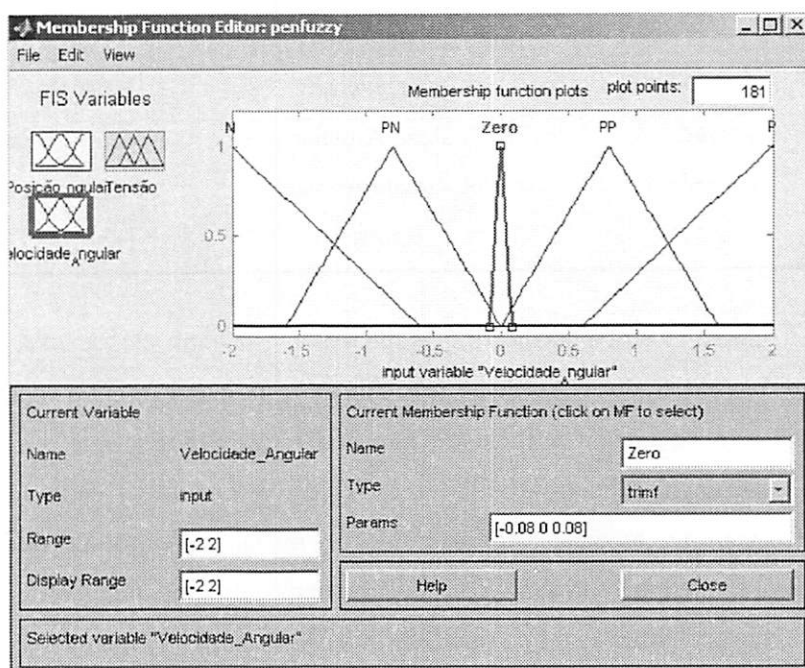 Membership Function Editor: penfuzzy
File Edit View
FIS Variables
Membership function plots plot points: 181
N PN Zero PP P
1
0.5
0
-2 -1.5 -1 -0.5 0 0.5 1 1.5 2
input variable "Velocidade_Angular"
Posição_ngular
Tensão
elocidade_Angular
Current Variable
Name Velocidade_Angular
Type input
Range [-2 2]
Display Range [-2 2]
Current Membership Function (click on MF to select)
Name Zero
Type trimf
Params [-0.08 0 0.08]
Help Close
Selected variable "Velocidade_Angular"